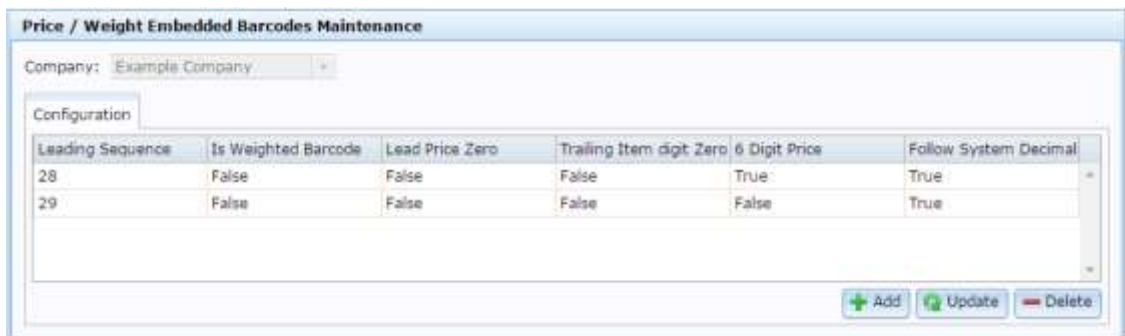 Price / Weight Embedded Barcodes Maintenance
Company: Example Company
Configuration
Leading Sequence Is Weighted Barcode Lead Price Zero Trailing Item digit Zero 6 Digit Price Follow System Decimal
28 False False False True True
29 False False False False True
Add Update Delete